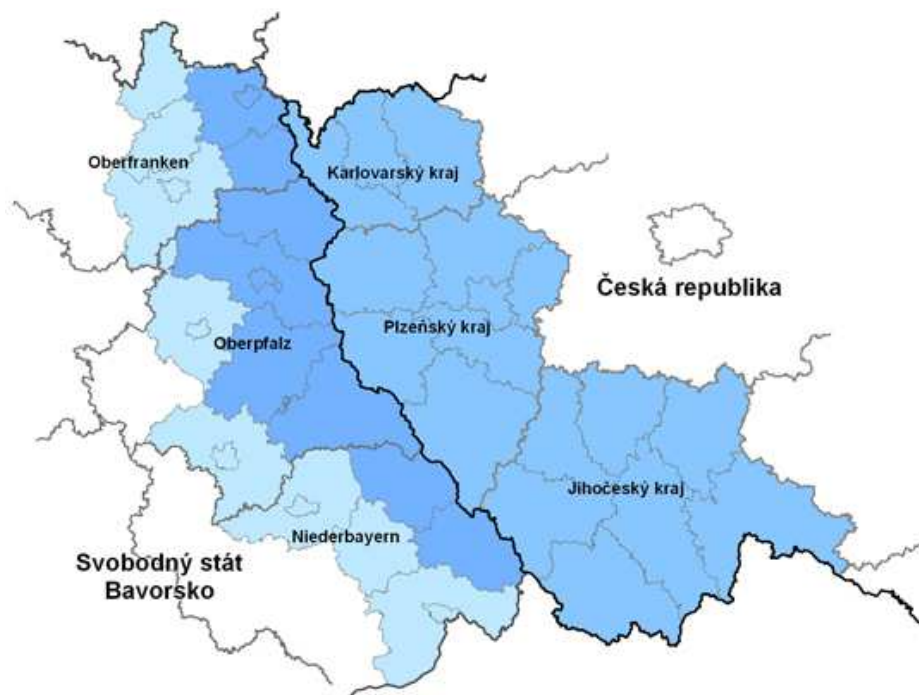 Oberfranken
Karlovarský kraj
Česká republika
Plzeňský kraj
Oberpfalz
Jihočeský kraj
Niederbayern
Svobodný stát
Bavorsko